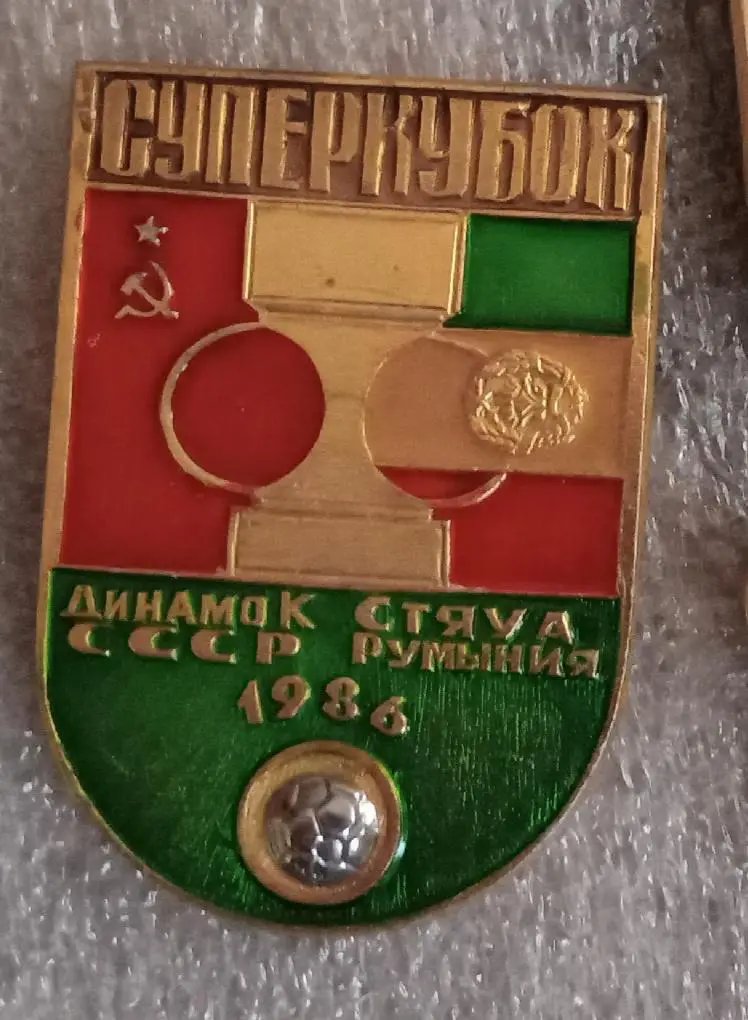 СУПЕРКУБОК
ДИНАМО К СТЯУА
СССР РУМЫНИЯ
1986